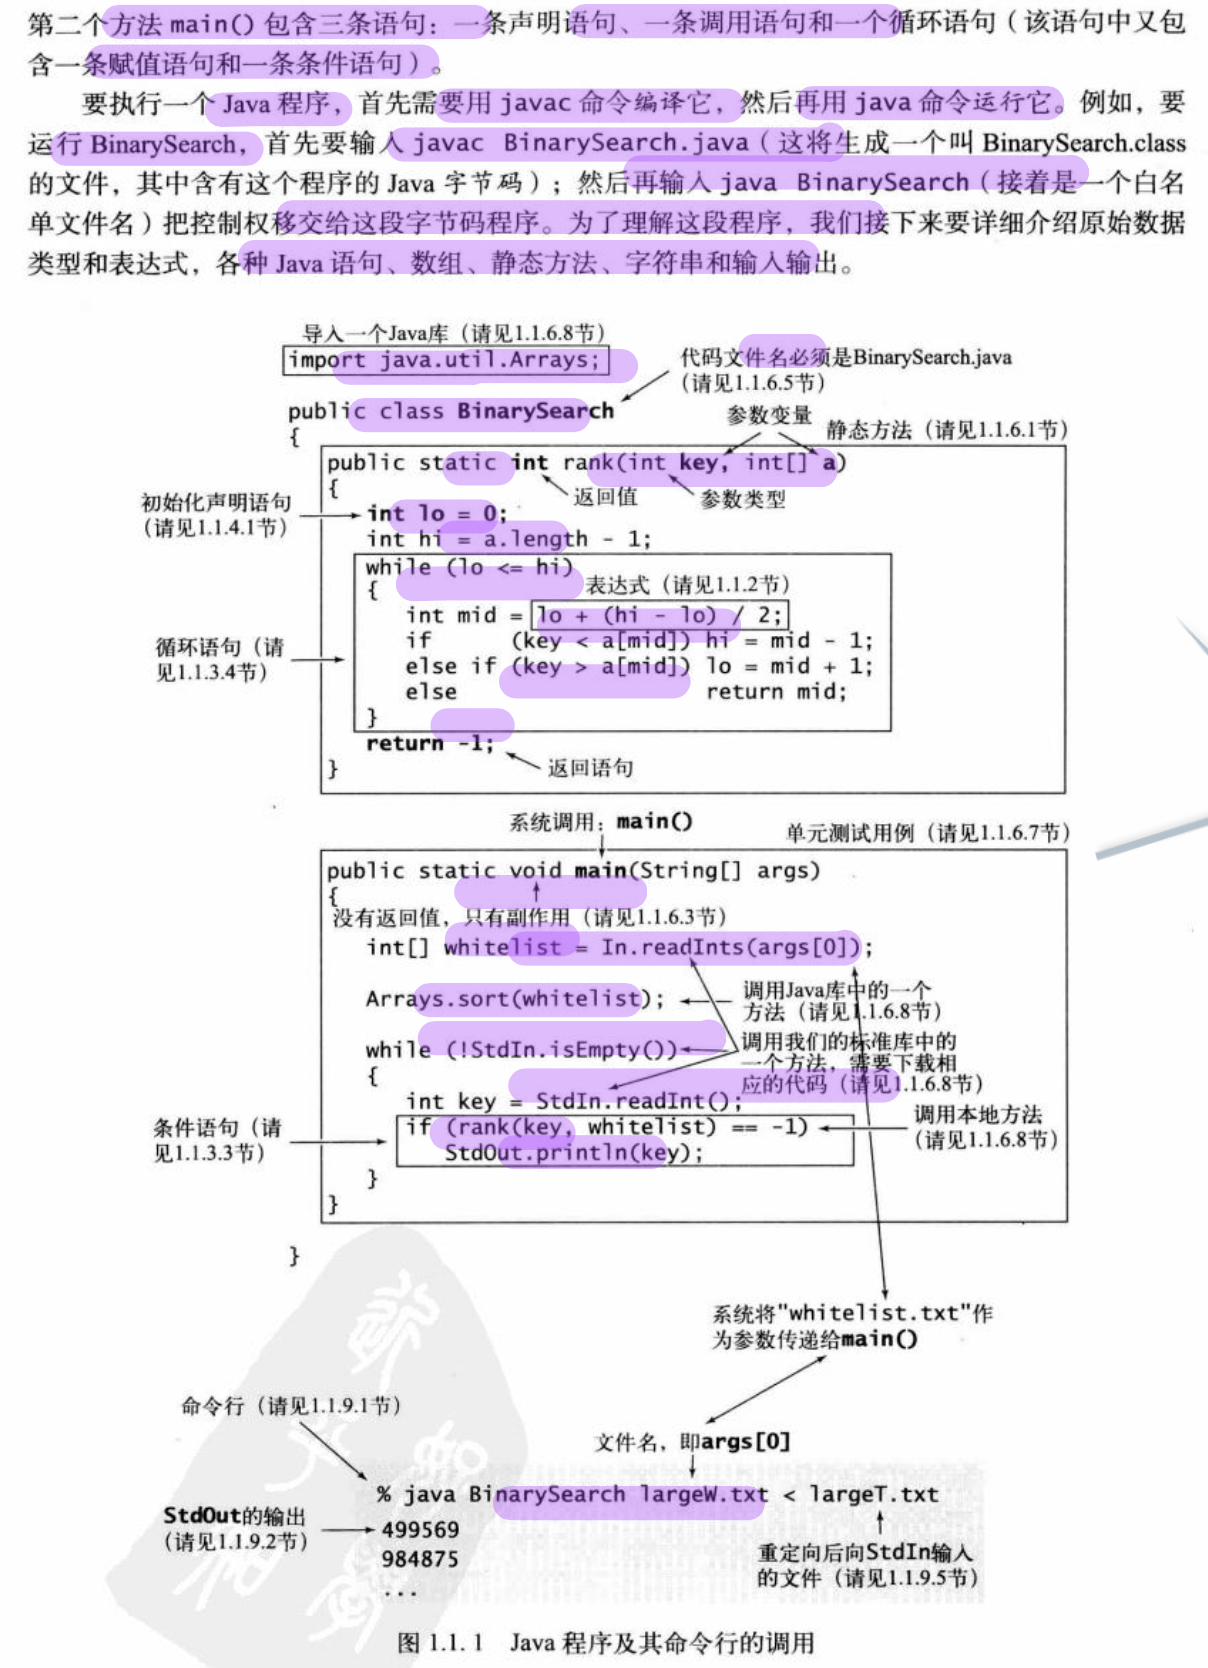 第二个方法 main() 包含三条语句：一条声明语句、一条调用语句和一个循环语句（该语句中又包
含一条赋值语句和一条条件语句）。
要执行一个 Java 程序，首先需要用 javac 命令编译它，然后再用 java 命令运行它。例如，要
运行 BinarySearch，首先要输入 javac BinarySearch.java（这将生成一个叫 BinarySearch.class
的文件，其中含有这个程序的 Java 字节码）；然后再输入 java BinarySearch（接着是一个白名
单文件名）把控制权移交给这段字节码程序。为了理解这段程序，我们接下来要详细介绍原始数据
类型和表达式，各种 Java 语句、数组、静态方法、字符串和输入输出。
导入一个Java库（请见1.1.6.8节）
import java.util.Arrays;
代码文件名必须是BinarySearch.java
（请见1.1.6.5节）
public class BinarySearch
参数变量
{
静态方法（请见1.1.6.1节）
public static int rank(int key, int[] a)
{
返回值
参数类型
初始化声明语句
（请见1.1.4.1节）
int lo = 0;
int hi = a.length - 1;
while (lo <= hi)
{
表达式（请见1.1.2节）
int mid = lo + (hi - lo) / 2;
if (key < a[mid]) hi = mid - 1;
循环语句（请
见1.1.3.4节）
else if (key > a[mid]) lo = mid + 1;
else return mid;
}
return -1;
返回语句
}
系统调用：main()
单元测试用例（请见1.1.6.7节）
public static void main(String[] args)
{
没有返回值，只有副作用（请见1.1.6.3节）
int[] whitelist = In.readInts(args[0]);
Arrays.sort(whitelist);
调用Java库中的一个
方法（请见1.1.6.8节）
while (!StdIn.isEmpty())
调用我们的标准库中的
一个方法，需要下载相
应的代码（请见1.1.6.8节）
{
int key = StdIn.readInt();
条件语句（请
见1.1.3.3节）
if (rank(key, whitelist) == -1)
调用本地方法
（请见1.1.6.8节）
StdOut.println(key);
}
}
}
系统将"whitelist.txt"作
为参数传递给main()
命令行（请见1.1.9.1节）
文件名，即args[0]
% java BinarySearch largeW.txt < largeT.txt
StdOut的输出
（请见1.1.9.2节）
499569
984875
...
重定向后向StdIn输入
的文件（请见1.1.9.5节）
图 1.1.1 Java 程序及其命令行的调用